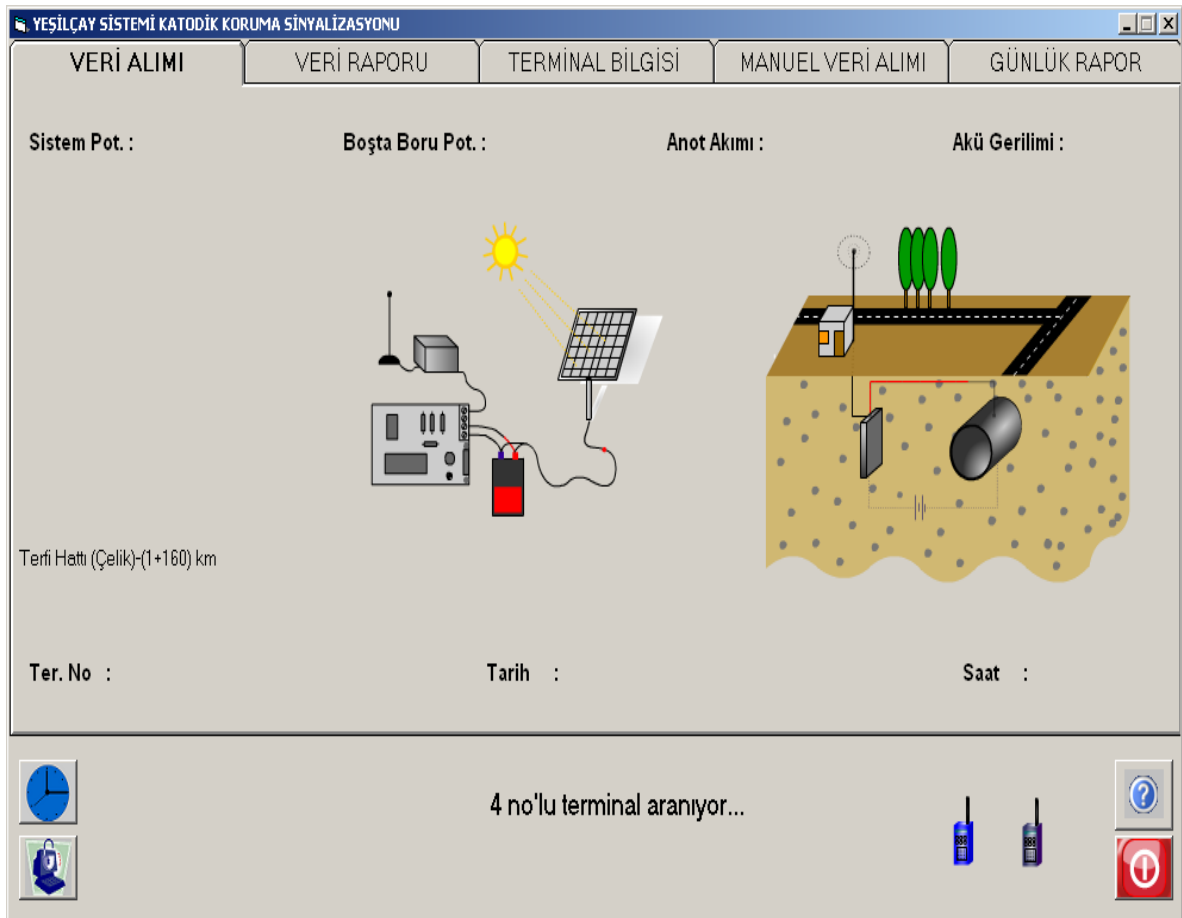 YEŞİLÇAY SİSTEMİ KATODİK KORUMA SİNYALİZASYONU
VERİ ALIMI VERİ RAPORU TERMİNAL BİLGİSİ MANUEL VERİ ALIMI GÜNLÜK RAPOR
Sistem Pot. : Boşta Boru Pot. : Anot Akımı : Akü Gerilimi :
Terfi Hattı (Çelik)-(1+160) km
Ter. No : Tarih : Saat :
4 no'lu terminal aranıyor...